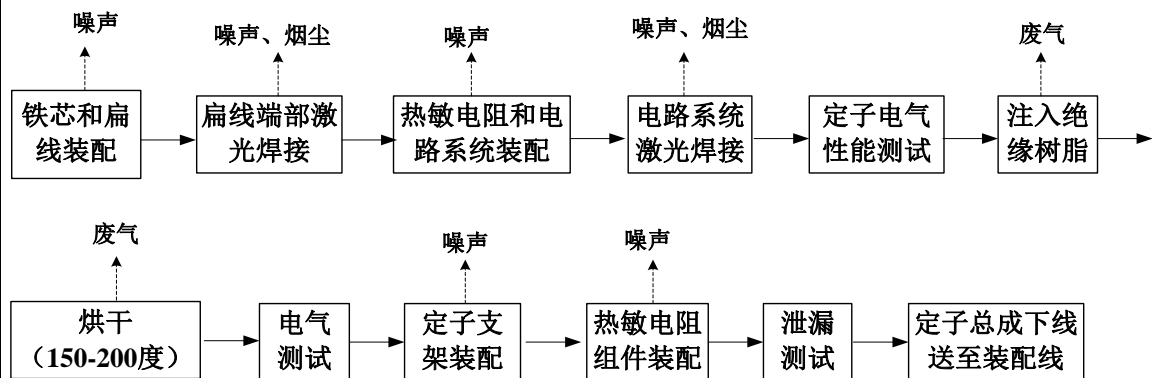 噪声
噪声、烟尘
噪声
噪声、烟尘
废气
铁芯和扁
线装配
扁线端部激
光焊接
热敏电阻和电
路系统装配
电路系统
激光焊接
定子电气
性能测试
注入绝
缘树脂
废气
噪声
噪声
烘干
（150-200度）
电气
测试
定子支
架装配
热敏电阻
组件装配
泄漏
测试
定子总成下线
送至装配线